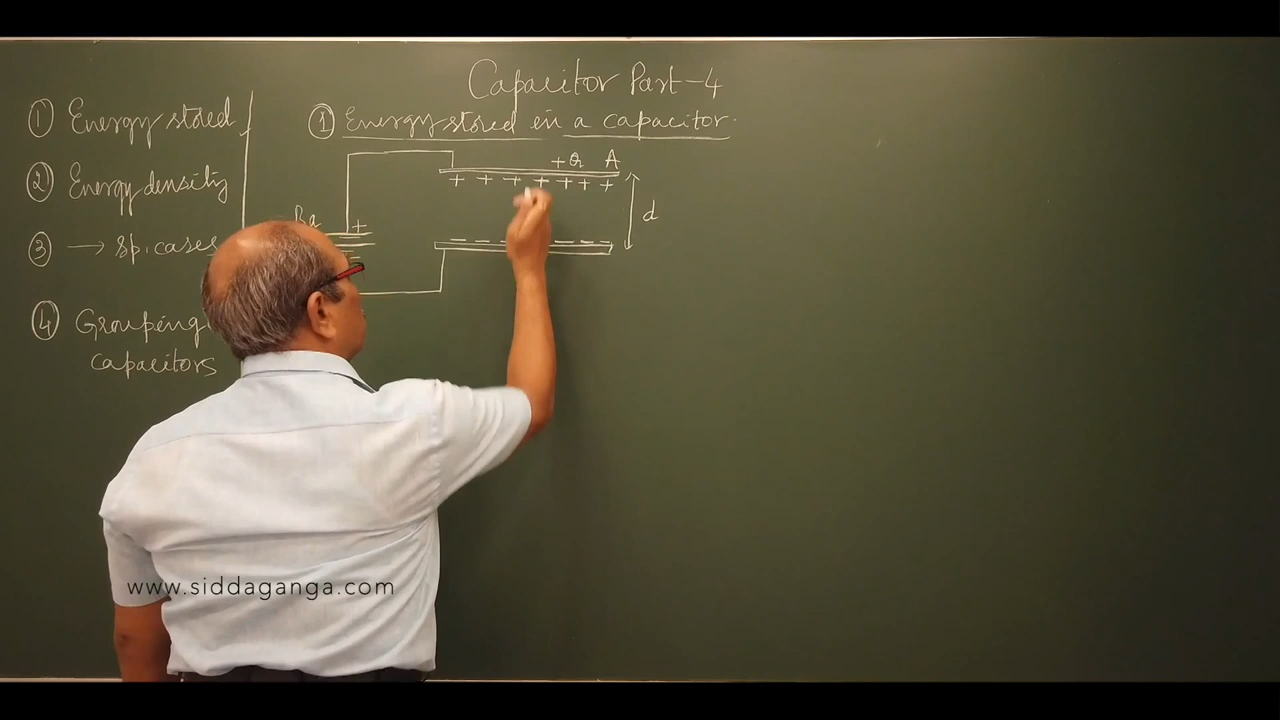 Capacitor Part-4
① Energy stored
② Energy density
③ → Sp. cases
④ Grouping
capacitors
① Energy stored in a capacitor.
+Q A
+ + + + + + +
d
+
www.siddaganga.com